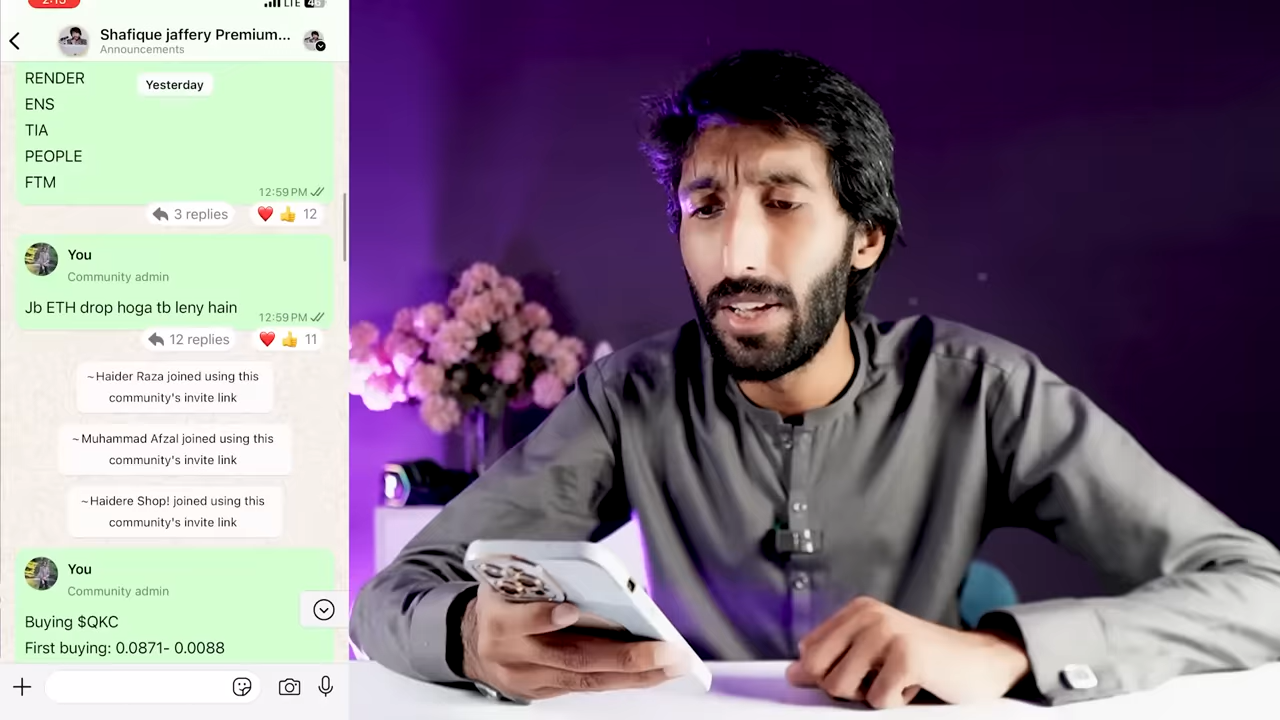 2:15
LTE
Shafique jaffery Premium...
Announcements
RENDER
Yesterday
ENS
TIA
PEOPLE
FTM
12:59 PM
3 replies
12
You
Community admin
Jb ETH drop hoga tb leny hain
12:59 PM
12 replies
11
~Haider Raza joined using this
community's invite link
~Muhammad Afzal joined using this
community's invite link
~Haidere Shop! joined using this
community's invite link
You
Community admin
Buying $QKC
First buying: 0.0871- 0.0088